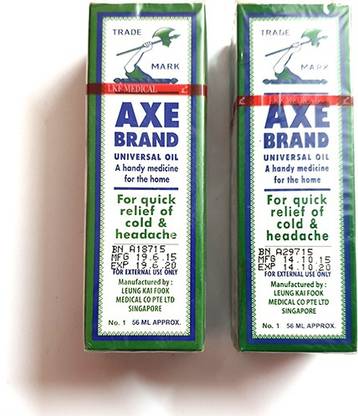 TRADE
MARK
LKF MEDICAL
AXE
BRAND
UNIVERSAL OIL
A handy medicine
for the home
For quick
relief of
cold &
headache
BN A18715
MFG 19.6.15
EXP 19.6.20
FOR EXTERNAL USE ONLY
Manufactured by :
LEUNG KAI FOOK
MEDICAL CO PTE LTD
SINGAPORE
No. 1 56 ML APPROX.
TRADE
MARK
LKF MEDICAL
AXE
BRAND
UNIVERSAL OIL
A handy medicine
for the home
For quick
relief of
cold &
headache
BN A29715
MFG 14.10.15
EXP 14.10.20
FOR EXTERNAL USE ONLY
Manufactured by :
LEUNG KAI FOOK
MEDICAL CO PTE LTD
SINGAPORE
No. 1 56 ML APPROX.